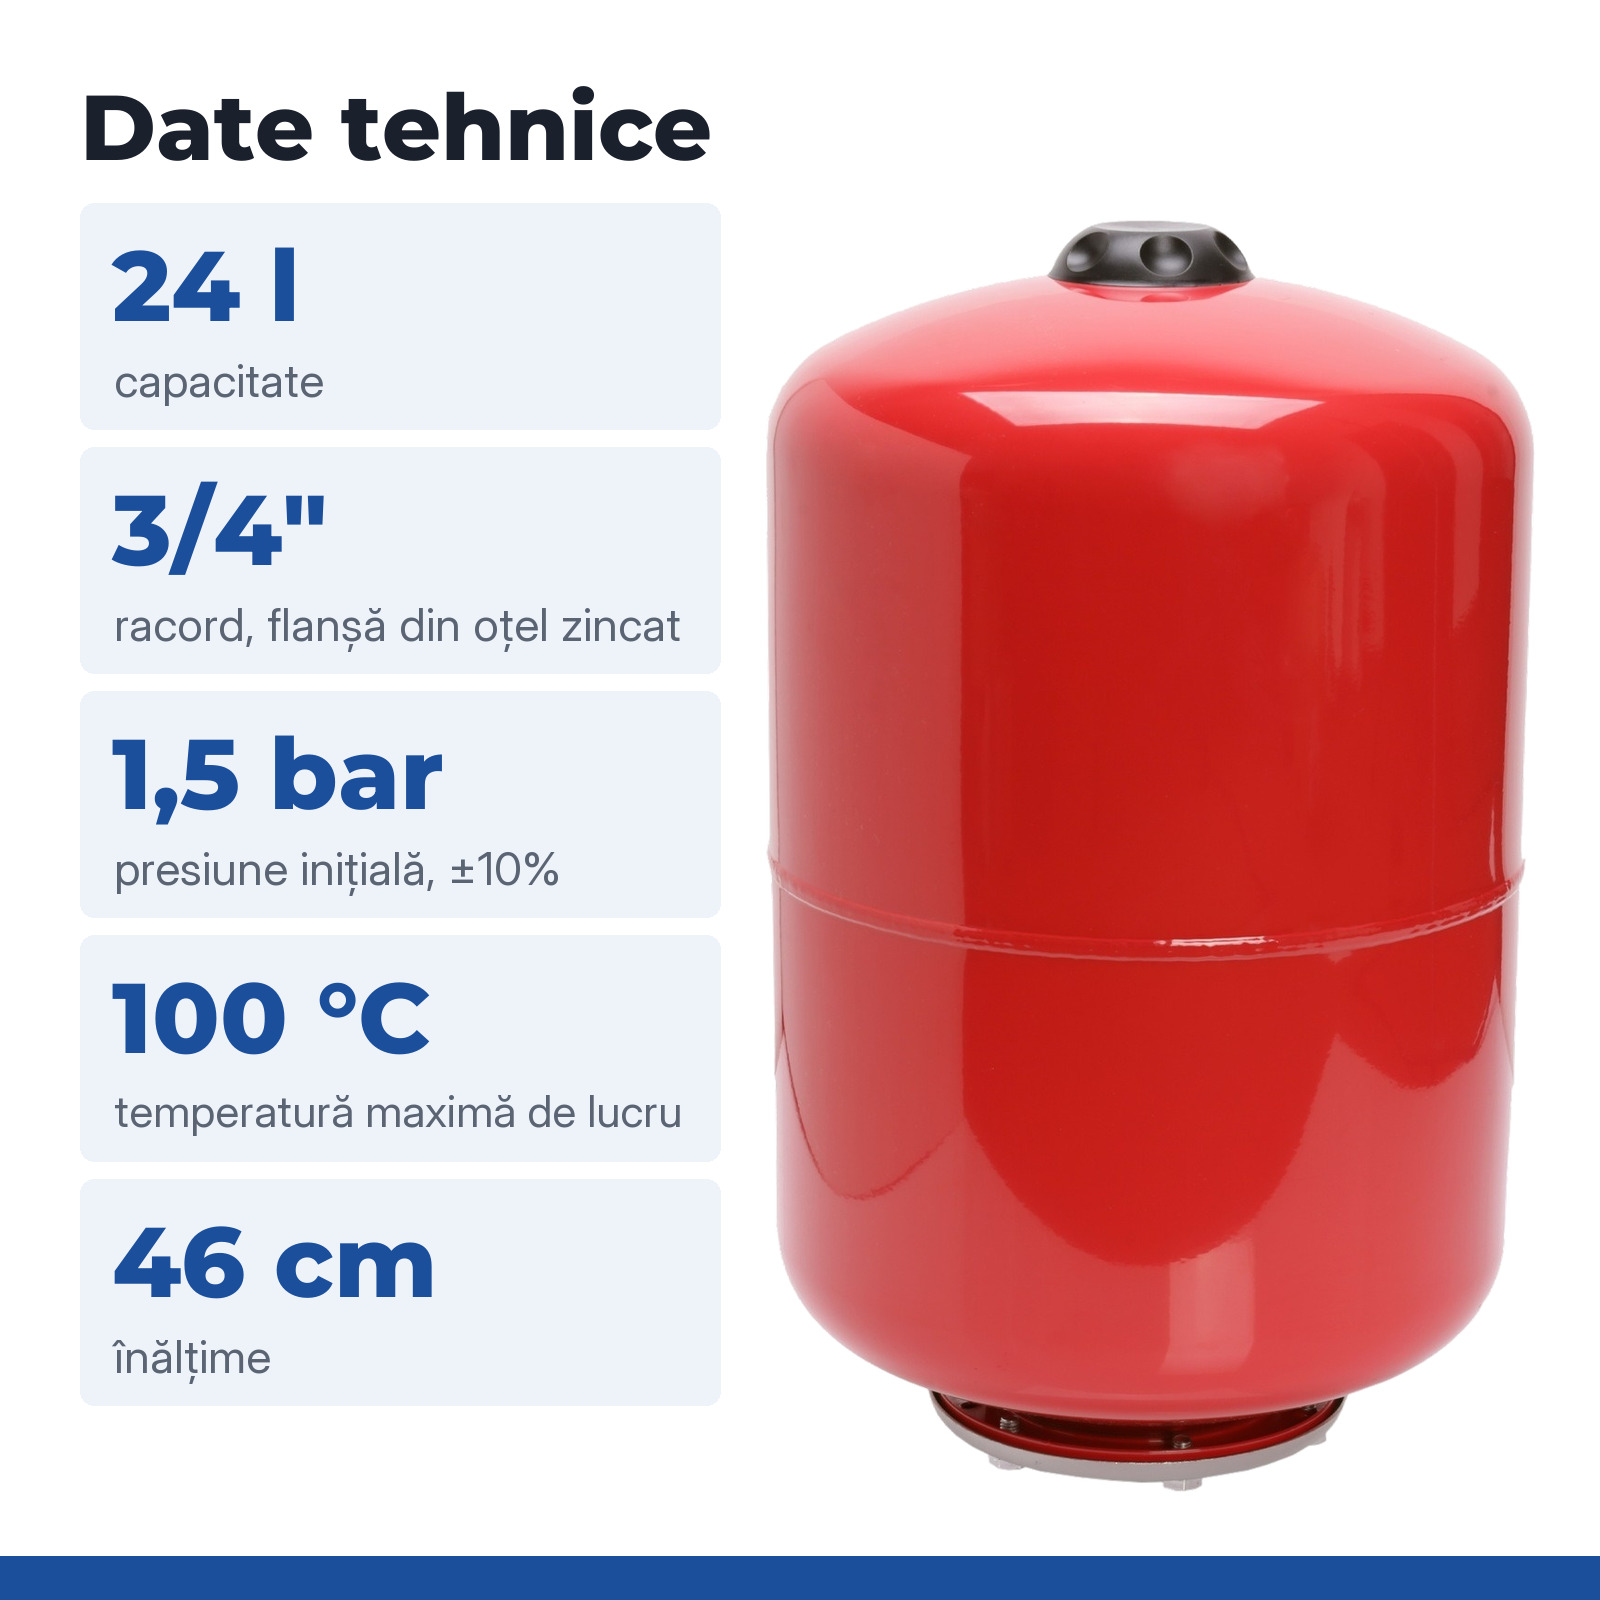 Date tehnice
24 l
capacitate
3/4"
racord, flanșă din oțel zincat
1,5 bar
presiune inițială, ±10%
100 °C
temperatură maximă de lucru
46 cm
înălțime